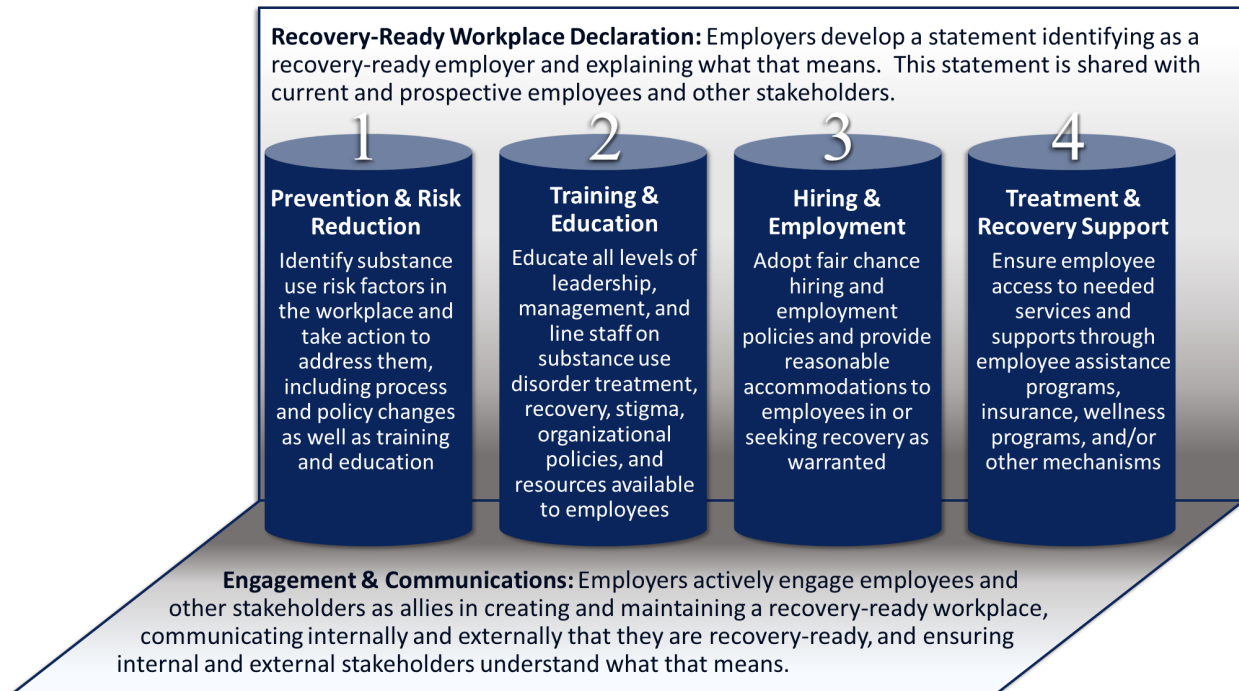 Recovery-Ready Workplace Declaration: Employers develop a statement identifying as a
recovery-ready employer and explaining what that means.  This statement is shared with
current and prospective employees and other stakeholders.
1
Prevention & Risk
Reduction
Identify substance
use risk factors in
the workplace and
take action to
address them,
including process
and policy changes
as well as training
and education
2
Training &
Education
Educate all levels of
leadership,
management, and
line staff on
substance use
disorder treatment,
recovery, stigma,
organizational
policies, and
resources available
to employees
3
Hiring &
Employment
Adopt fair chance
hiring and
employment
policies and provide
reasonable
accommodations to
employees in or
seeking recovery as
warranted
4
Treatment &
Recovery Support
Ensure employee
access to needed
services and
supports through
employee assistance
programs,
insurance, wellness
programs, and/or
other mechanisms
Engagement & Communications: Employers actively engage employees and
other stakeholders as allies in creating and maintaining a recovery-ready workplace,
communicating internally and externally that they are recovery-ready, and ensuring
internal and external stakeholders understand what that means.